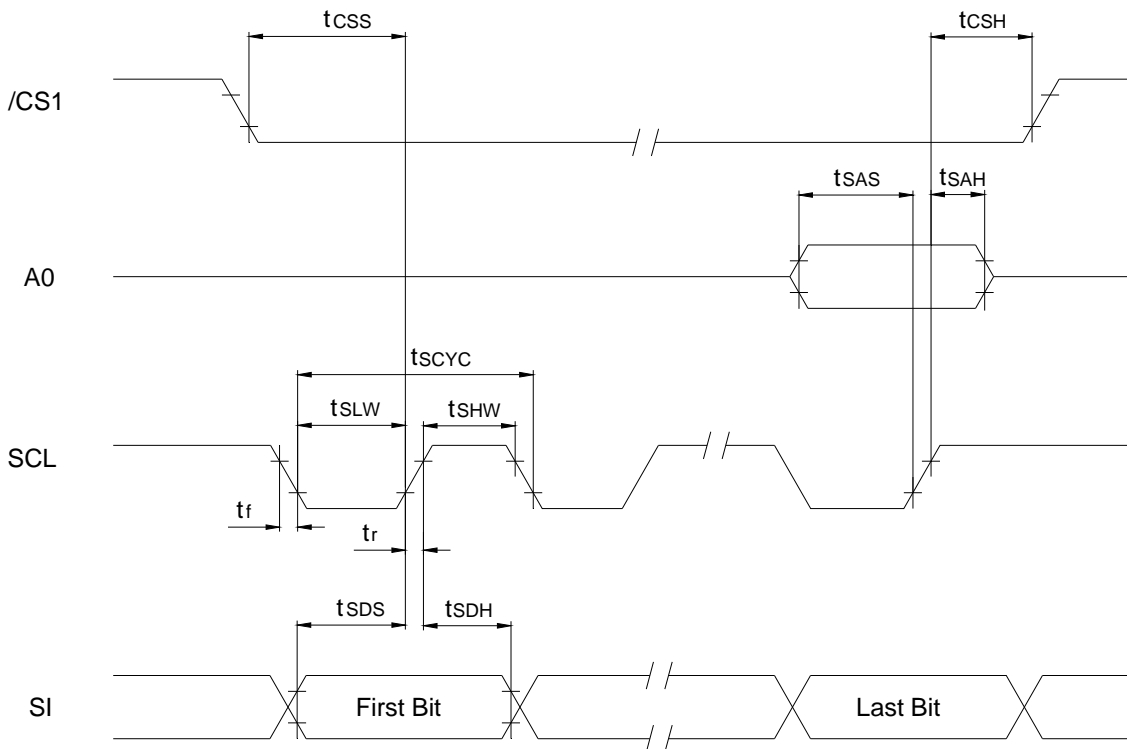 tCSS
tCSH
/CS1
tSAS
tSAH
A0
tSCYC
tSLW
tSHW
SCL
tf
tr
tSDS
tSDH
SI
First Bit
Last Bit